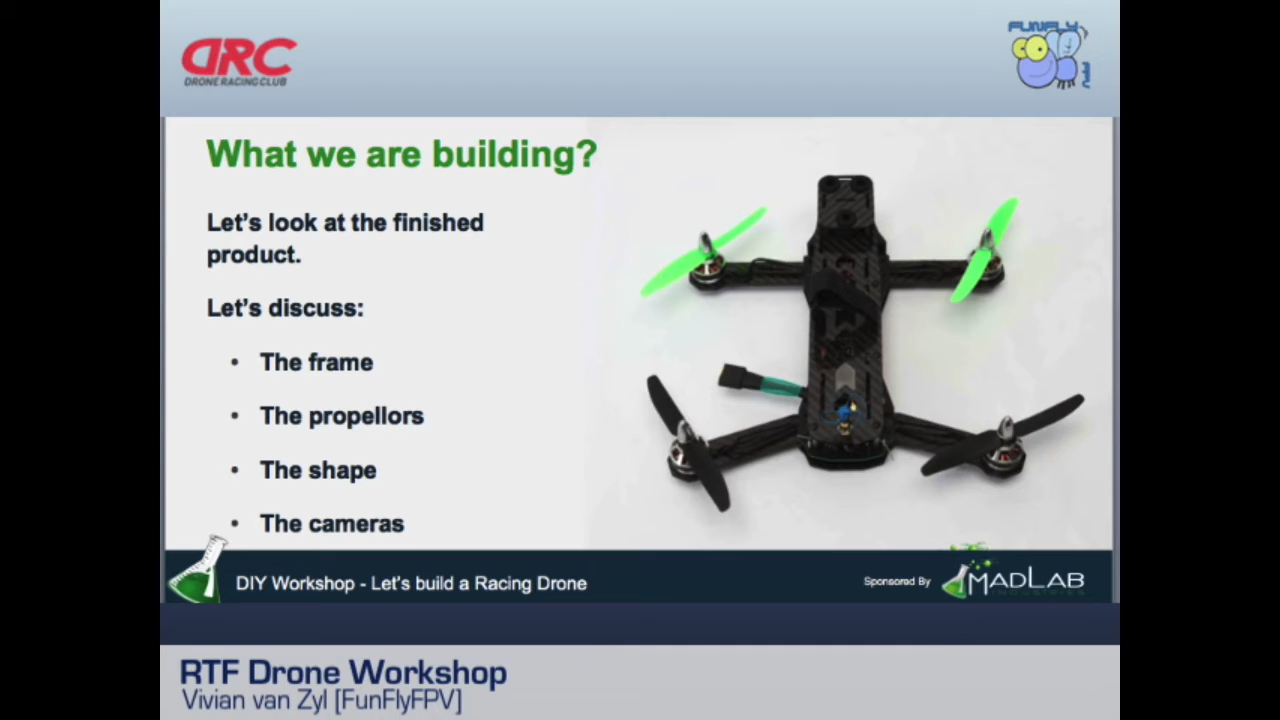 DRC
DRONE RACING CLUB
FUNFLY
FPV
What we are building?
Let's look at the finished
product.
Let's discuss:
• The frame
• The propellors
• The shape
• The cameras
DIY Workshop - Let's build a Racing Drone
Sponsored By
MADLAB
INDUSTRIES
RTF Drone Workshop
Vivian van Zyl [FunFlyFPV]